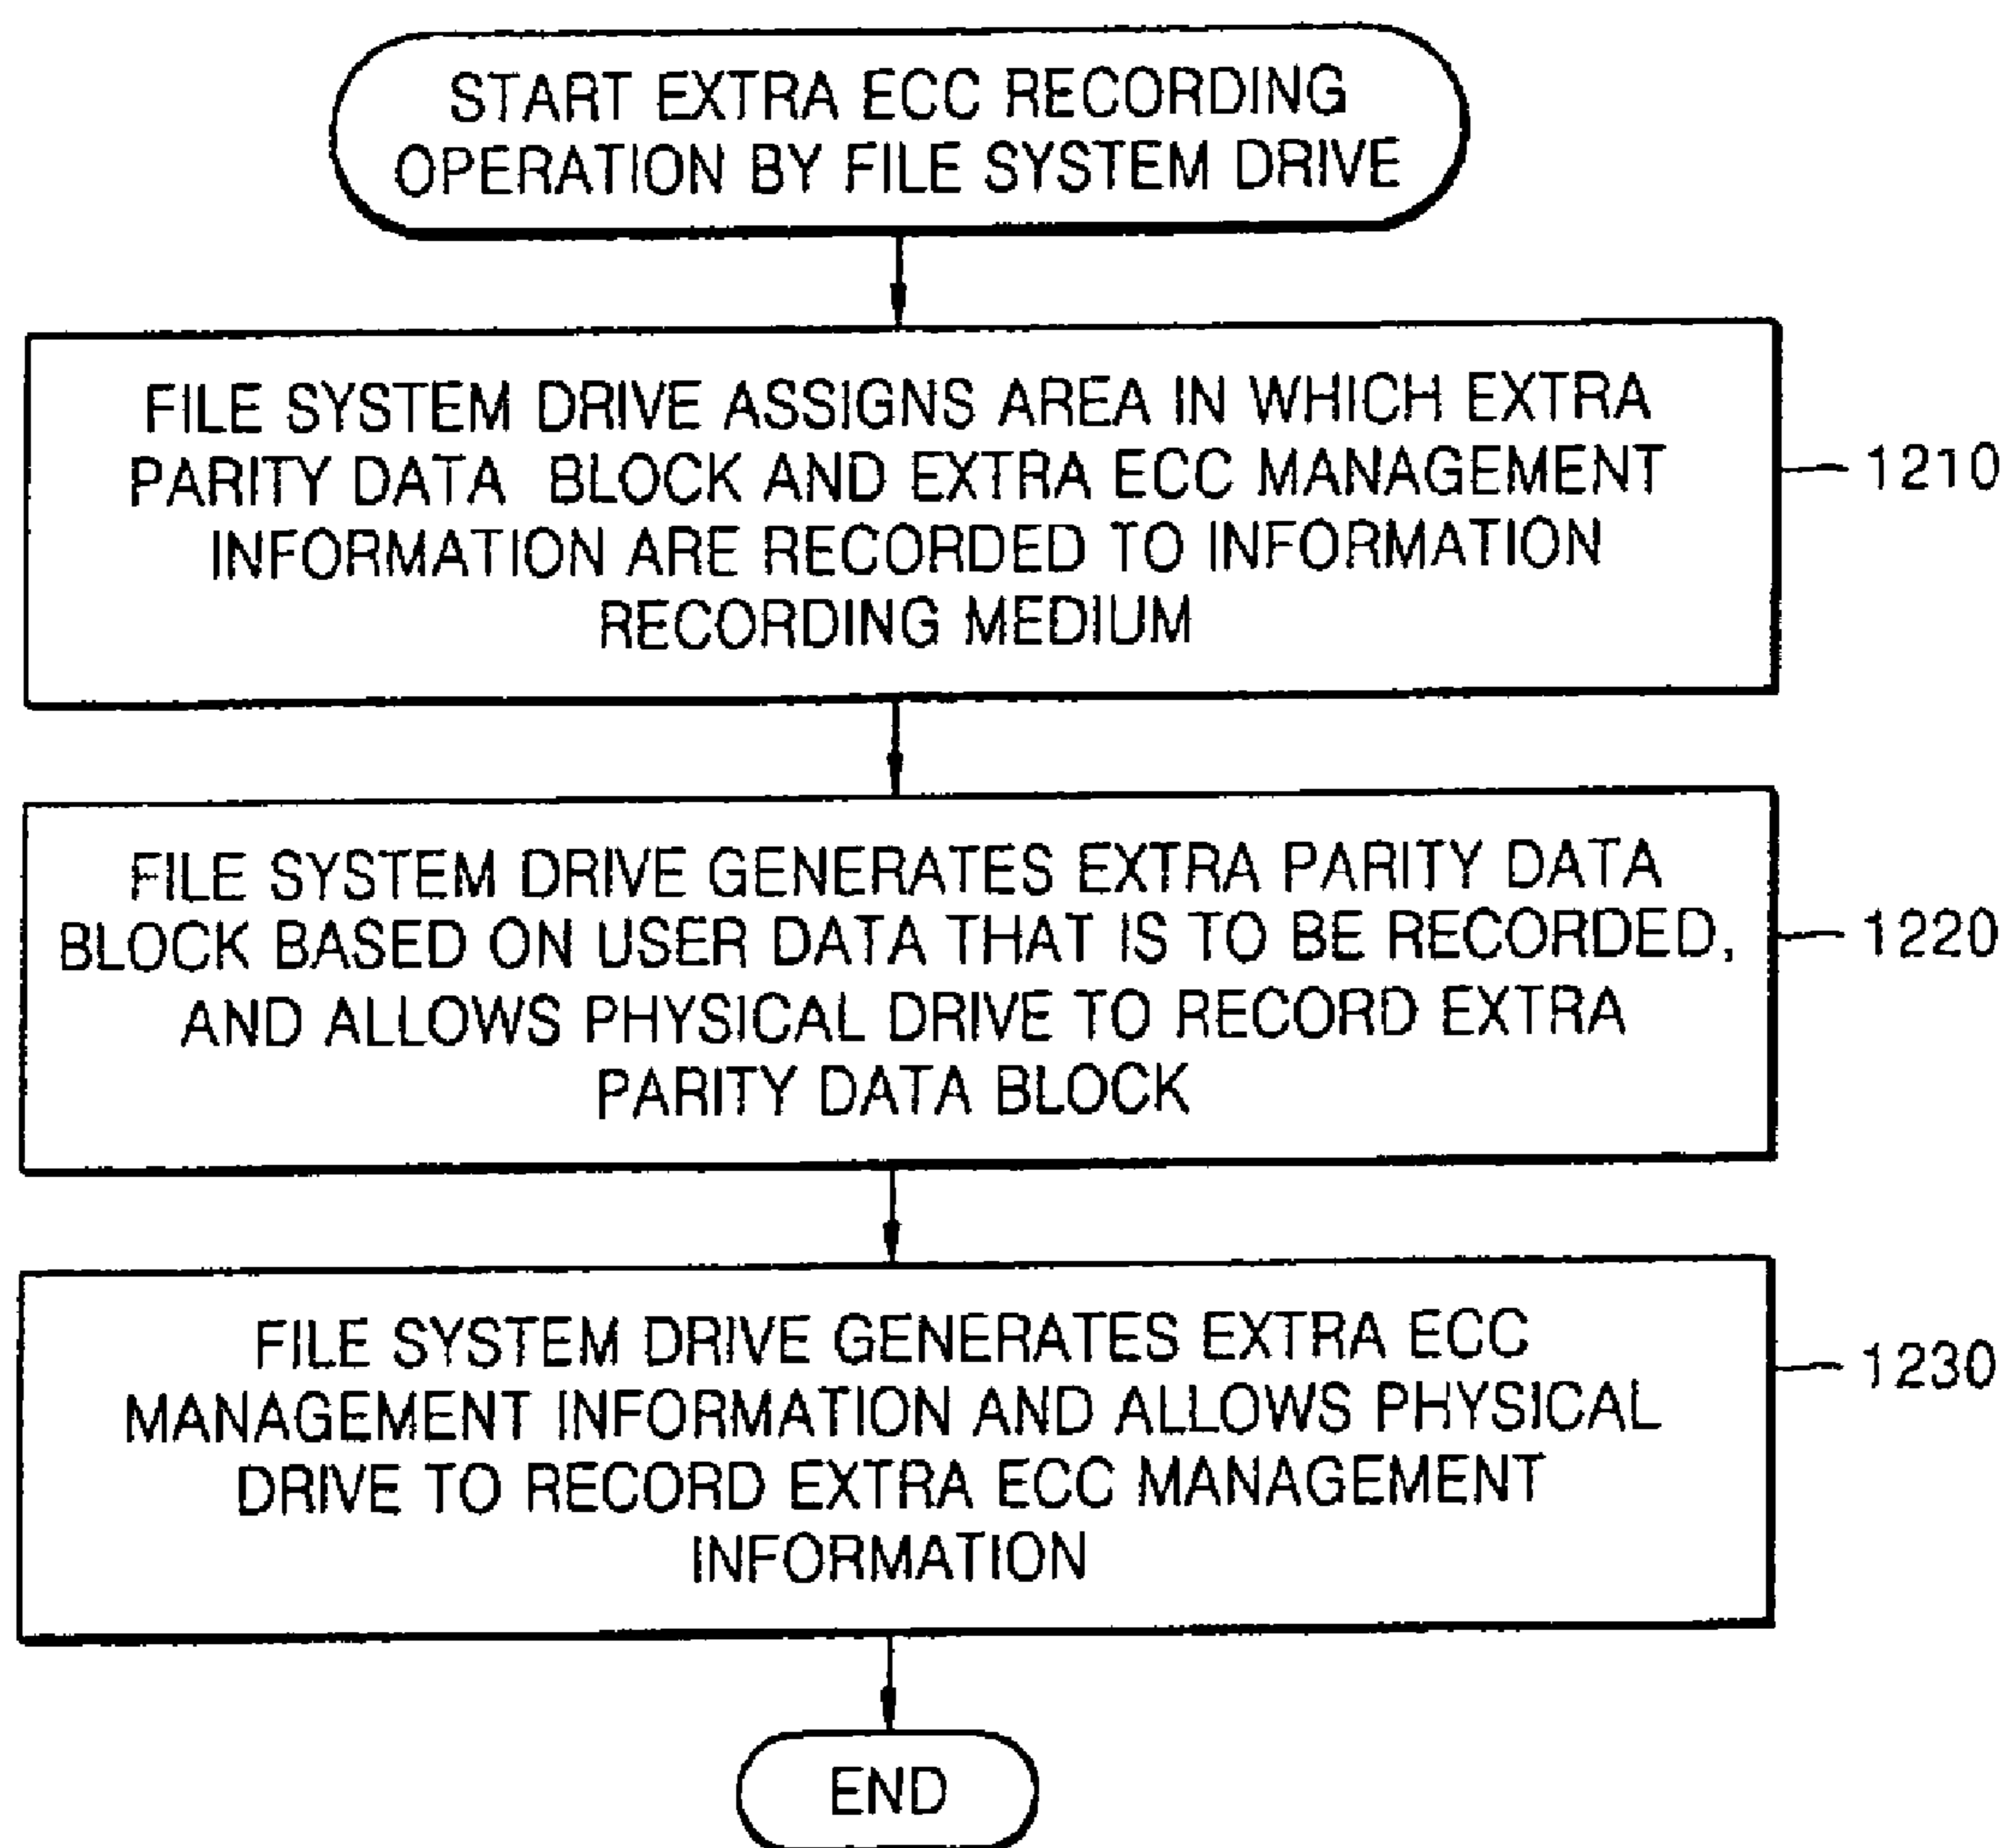 START EXTRA ECC RECORDING
OPERATION BY FILE SYSTEM DRIVE
FILE SYSTEM DRIVE ASSIGNS AREA IN WHICH EXTRA
PARITY DATA BLOCK AND EXTRA ECC MANAGEMENT
INFORMATION ARE RECORDED TO INFORMATION
RECORDING MEDIUM
1210
FILE SYSTEM DRIVE GENERATES EXTRA PARITY DATA
BLOCK BASED ON USER DATA THAT IS TO BE RECORDED,
AND ALLOWS PHYSICAL DRIVE TO RECORD EXTRA
PARITY DATA BLOCK
1220
FILE SYSTEM DRIVE GENERATES EXTRA ECC
MANAGEMENT INFORMATION AND ALLOWS PHYSICAL
DRIVE TO RECORD EXTRA ECC MANAGEMENT
INFORMATION
1230
END